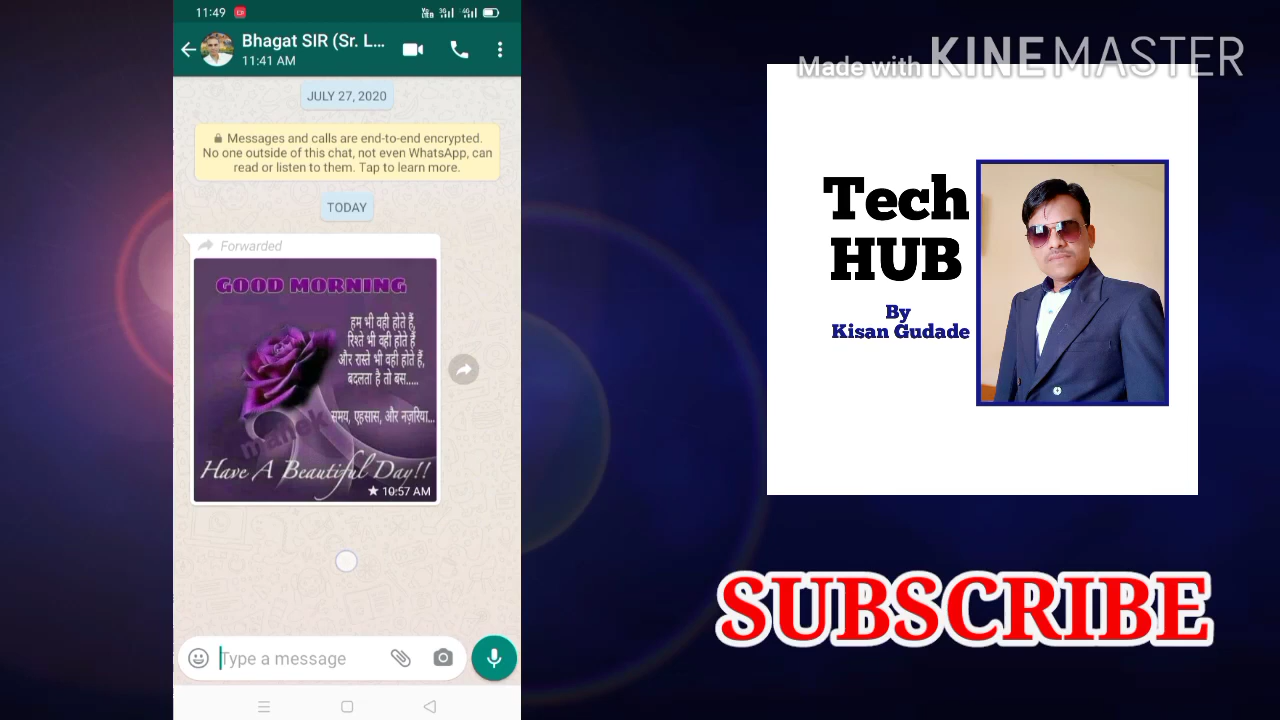 11:49
Bhagat SIR (Sr. L...
11:41 AM
JULY 27, 2020
Messages and calls are end-to-end encrypted.
No one outside of this chat, not even WhatsApp, can
read or listen to them. Tap to learn more.
TODAY
Forwarded
GOOD MORNING
हम भी वही होते हैं,
रिश्ते भी वही होते हैं
और रास्ते भी वही होते हैं,
बदलता है तो बस.....
समय, एहसास, और नज़रिया...
manek
Have A Beautiful Day!!
10:57 AM
Type a message
Made with KINEMASTER
Tech
HUB
By
Kisan Gudade
SUBSCRIBE